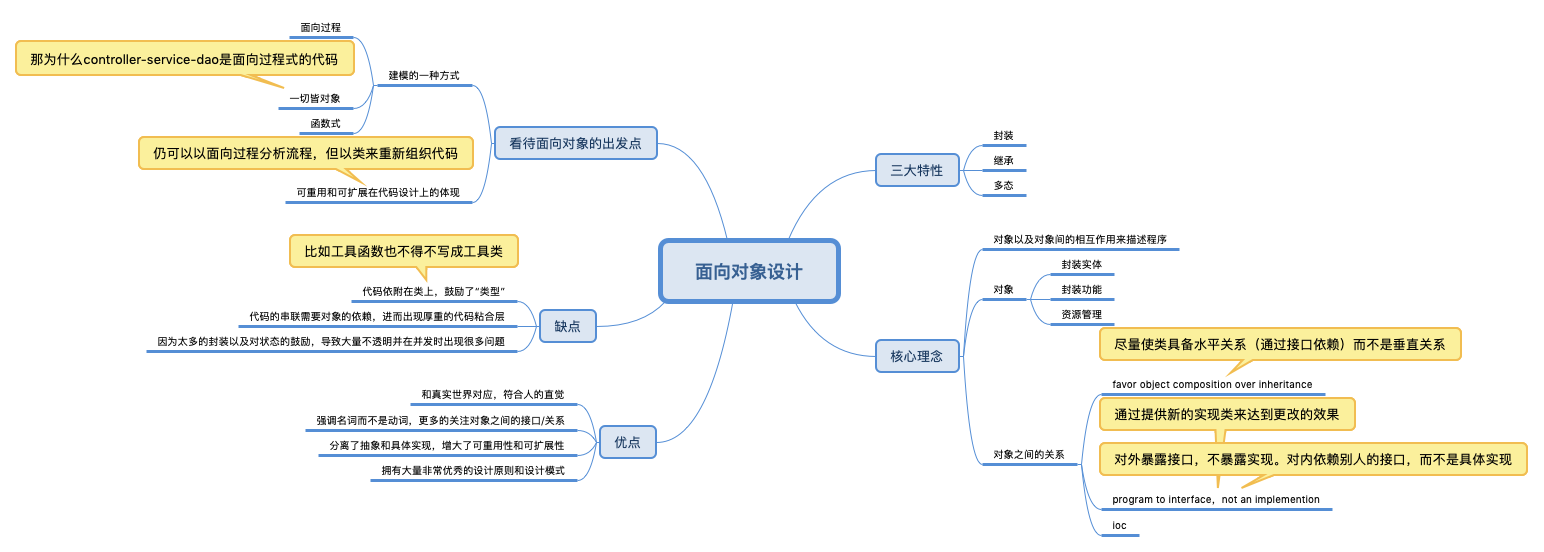 面向对象设计
看待面向对象的出发点
建模的一种方式
面向过程
那为什么controller-service-dao是面向过程式的代码
一切皆对象
函数式
仍可以以面向过程分析流程，但以类来重新组织代码
可重用和可扩展在代码设计上的体现
缺点
比如工具函数也不得不写成工具类
代码依附在类上，鼓励了“类型”
代码的串联需要对象的依赖，进而出现厚重的代码粘合层
因为太多的封装以及对状态的鼓励，导致大量不透明并在并发时出现很多问题
优点
和真实世界对应，符合人的直觉
强调名词而不是动词，更多的关注对象之间的接口/关系
分离了抽象和具体实现，增大了可重用性和可扩展性
拥有大量非常优秀的设计原则和设计模式
三大特性
封装
继承
多态
核心理念
对象以及对象间的相互作用来描述程序
对象
封装实体
封装功能
资源管理
对象之间的关系
尽量使类具备水平关系（通过接口依赖）而不是垂直关系
favor object composition over inheritance
通过提供新的实现类来达到更改的效果
对外暴露接口，不暴露实现。对内依赖别人的接口，而不是具体实现
program to interface，not an implemention
ioc